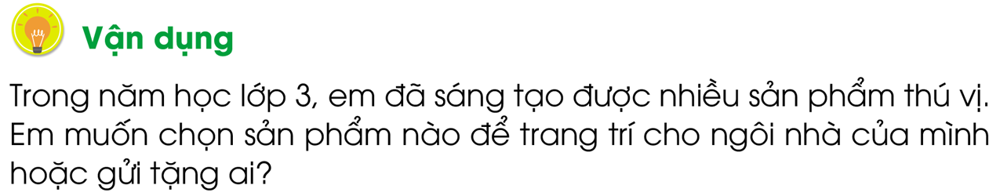 Vận dụng
Trong năm học lớp 3, em đã sáng tạo được nhiều sản phẩm thú vị.
Em muốn chọn sản phẩm nào để trang trí cho ngôi nhà của mình
hoặc gửi tặng ai?